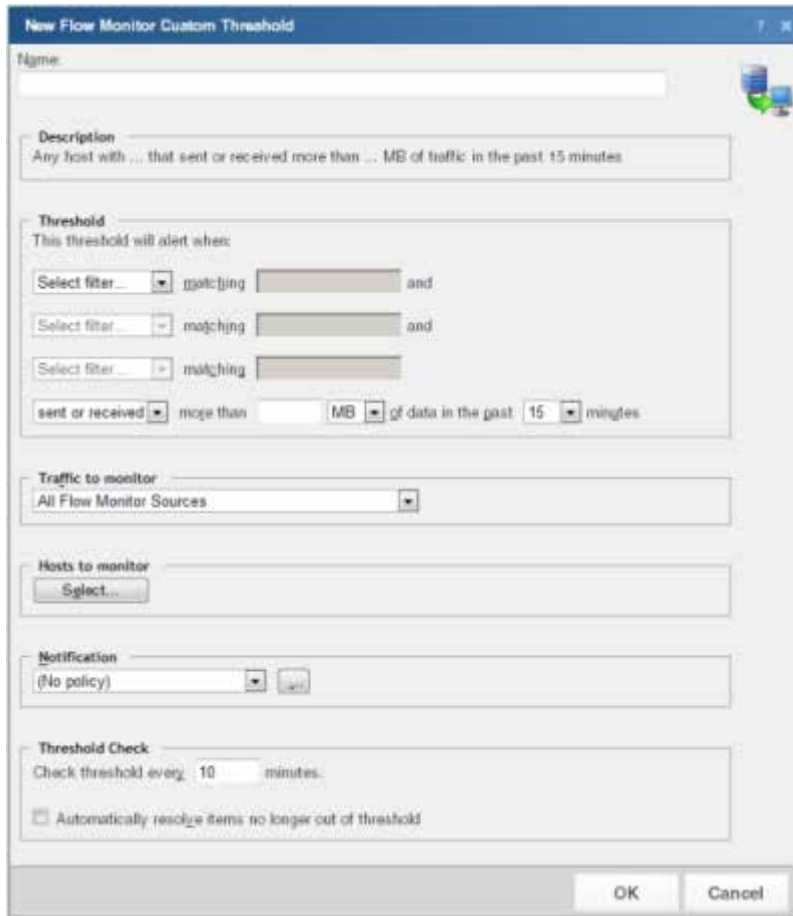 New Flow Monitor Custom Threshold ? x
Name:
Description
Any host with ... that sent or received more than ... MB of traffic in the past 15 minutes
Threshold
This threshold will alert when:
Select filter... matching and
Select filter... matching and
Select filter... matching
sent or received more than MB of data in the past 15 minutes
Traffic to monitor
All Flow Monitor Sources
Hosts to monitor
Select...
Notification
(No policy) ...
Threshold Check
Check threshold every 10 minutes.
Automatically resolve items no longer out of threshold
OK Cancel